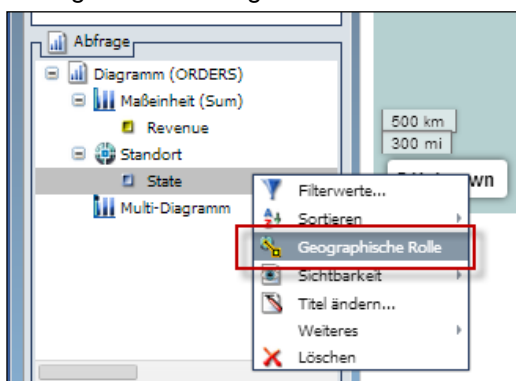 Abfrage
Diagramm (ORDERS)
Maßeinheit (Sum)
Revenue
Standort
State
Multi-Diagramm
500 km
300 mi
Filterwerte...
Sortieren
Geographische Rolle
Sichtbarkeit
Titel ändern...
Weiteres
Löschen